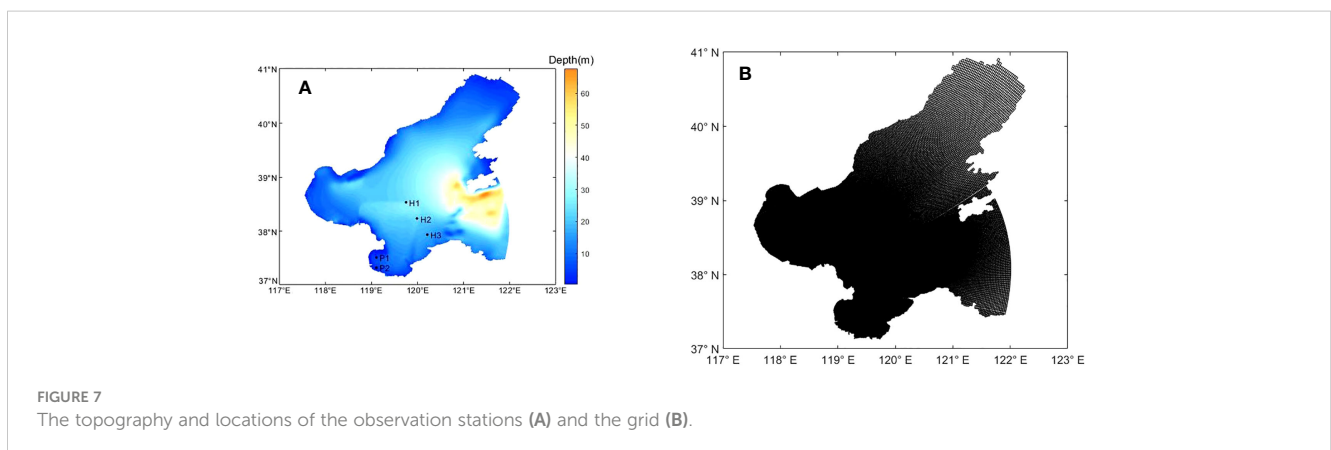 Depth(m)
41°N
A
60
40°N
50
40
39°N
30
H1
H2
20
38°N
H3
10
P1
P2
37°N
117°E 118°E 119°E 120°E 121°E 122°E 123°E
41° N
B
40° N
39° N
38° N
37° N
117° E 118° E 119° E 120° E 121° E 122° E 123° E
FIGURE 7
The topography and locations of the observation stations (A) and the grid (B).